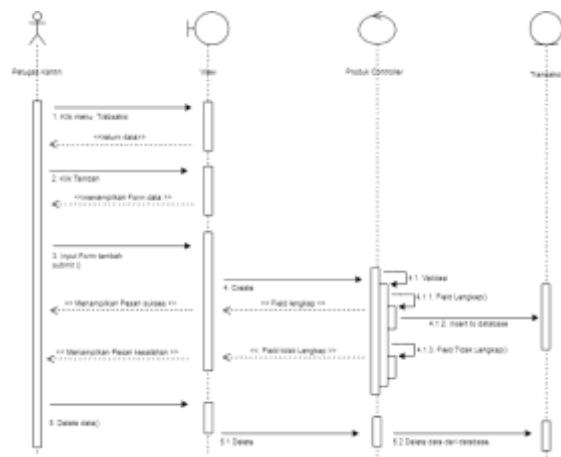 Petugas Kantin
View
Produk Controller
Transaksi
1. Klik menu Transaksi
<<return data>>
2. Klik Tambah
<<menampilkan Form data >>
3. Input Form tambah
submit ()
4. Create
4.1. Validasi
4.1.1. Field Lengkap()
<< Menampilkan Pesan sukses >>
<< Field lengkap >>
4.1.2. Insert to database
<< Menampilkan Pesan kesalahan >>
<<. Field tidak Lengkap >>
4.1.3. Field Tidak Lengkap()
5. Delete data()
5.1 Delete
5.2 Delete data dari database